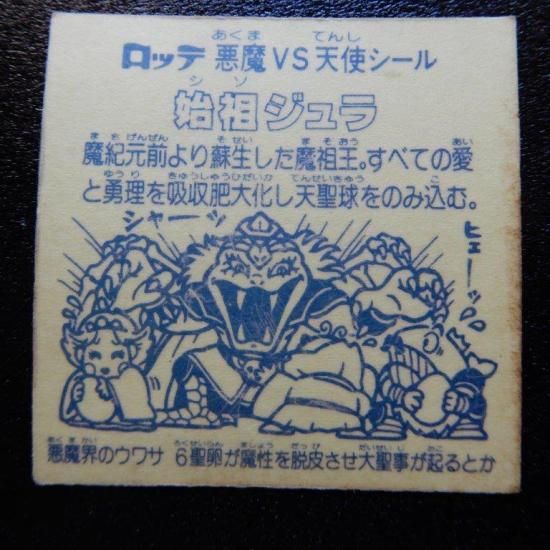 ロッテ 悪魔VS天使シール
始祖ジュラ
魔紀元前より蘇生した魔祖王。すべての愛
と勇理を吸収肥大化し天聖球をのみ込む。
シャーッ
ヒェーッ
悪魔界のウワサ 6聖卵が魔性を脱皮させ大聖事が起るとか